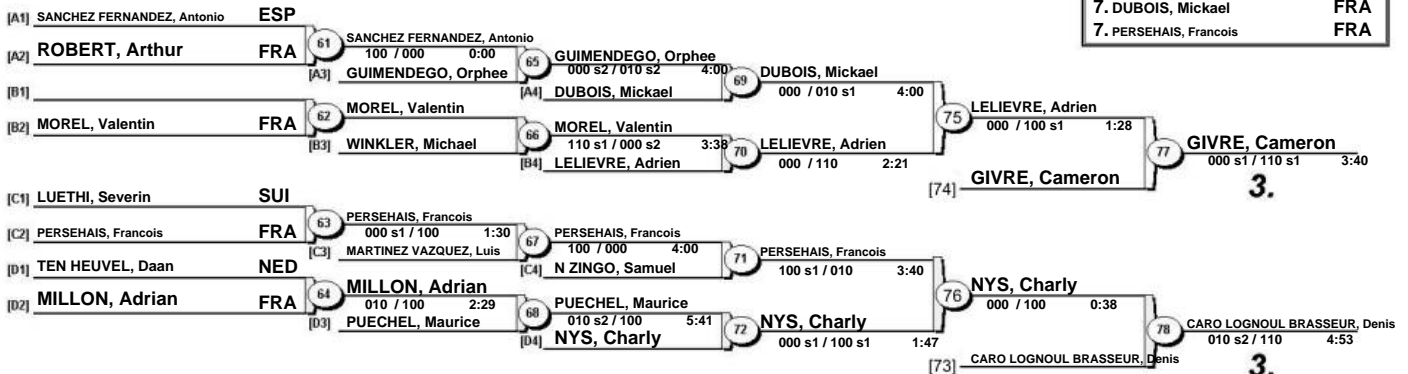 7. DUBOIS, Mickael FRA
7. PERSEHAIS, Francois FRA
[A1] SANCHEZ FERNANDEZ, Antonio ESP
[A2] ROBERT, Arthur FRA
61
SANCHEZ FERNANDEZ, Antonio
100 / 000 0:00
[A3] GUIMENDEGO, Orphee
65
GUIMENDEGO, Orphee
000 s2 / 010 s2 4:00
[A4] DUBOIS, Mickael
69
DUBOIS, Mickael
000 / 010 s1 4:00
[B1]
[B2] MOREL, Valentin FRA
62
MOREL, Valentin
[B3] WINKLER, Michael
66
MOREL, Valentin
110 s1 / 000 s2 3:38
[B4] LELIEVRE, Adrien
70
LELIEVRE, Adrien
000 / 110 2:21
75
LELIEVRE, Adrien
000 / 100 s1 1:28
[74] GIVRE, Cameron
77
GIVRE, Cameron
000 s1 / 110 s1 3:40
3.
[C1] LUETHI, Severin SUI
[C2] PERSEHAIS, Francois FRA
63
PERSEHAIS, Francois
000 s1 / 100 1:30
[C3] MARTINEZ VAZQUEZ, Luis
67
PERSEHAIS, Francois
100 / 000 4:00
[C4] N ZINGO, Samuel
71
PERSEHAIS, Francois
100 s1 / 010 3:40
[D1] TEN HEUVEL, Daan NED
[D2] MILLON, Adrian FRA
64
MILLON, Adrian
010 / 100 2:29
[D3] PUECHEL, Maurice
68
PUECHEL, Maurice
010 s2 / 100 5:41
[D4] NYS, Charly
72
NYS, Charly
000 s1 / 100 s1 1:47
76
NYS, Charly
000 / 100 0:38
[73] CARO LOGNOUL BRASSEUR, Denis
78
CARO LOGNOUL BRASSEUR, Denis
010 s2 / 110 4:53
3.